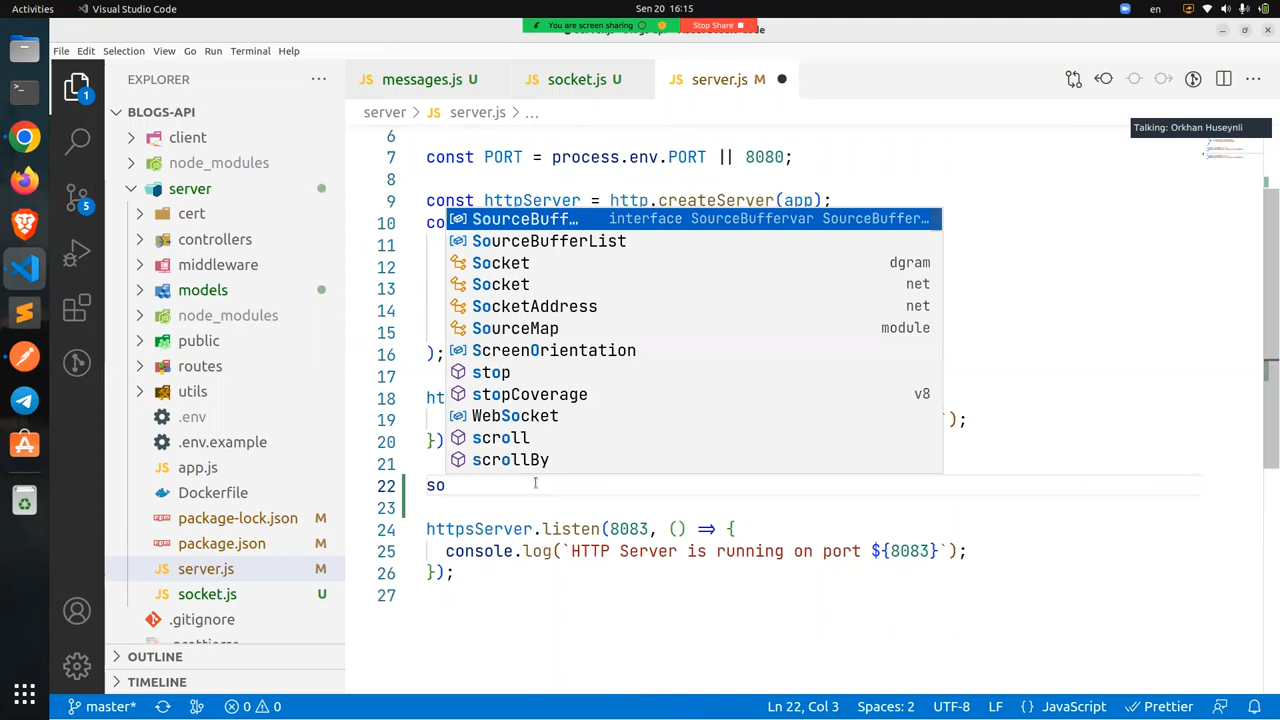 Activities
Visual Studio Code
Sen 20 16:15
en
You are screen sharing
Stop Share
File Edit Selection View Go Run Terminal Help
EXPLORER
messages.js U
socket.js U
server.js M
BLOGS-API
server > server.js > ...
Talking: Orkhan Huseynli
client
node_modules
server
cert
controllers
middleware
models
node_modules
public
routes
utils
.env
.env.example
app.js
Dockerfile
package-lock.json M
package.json M
server.js M
socket.js U
.gitignore
OUTLINE
TIMELINE
1
5
6
7 const PORT = process.env.PORT || 8080;
8
9 const httpServer = http.createServer(app);
10 co
11
12
13
14
15
16 );
17
18 ht
19 `);
20 })
21
22 so
23
24 httpsServer.listen(8083, () => {
25 console.log(`HTTP Server is running on port ${8083}`);
26 });
27
SourceBuff… interface SourceBuffervar SourceBuffer…
SourceBufferList
Socket dgram
Socket net
SocketAddress net
SourceMap module
ScreenOrientation
stop
stopCoverage v8
WebSocket
scroll
scrollBy
master* 0 0
Ln 22, Col 3 Spaces: 2 UTF-8 LF {} JavaScript Prettier